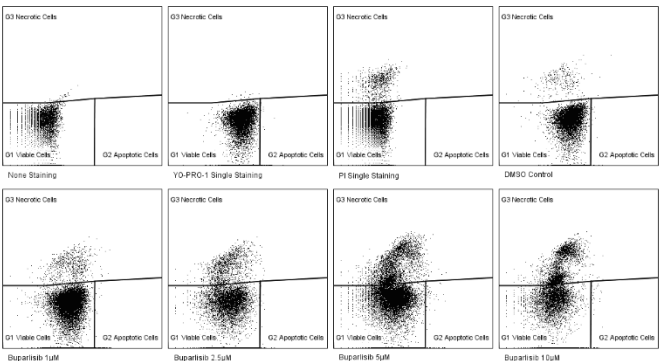 G3 Necrotic Cells
G1 Viable Cells
G2 Apoptotic Cells
None Staining
G3 Necrotic Cells
G1 Viable Cells
G2 Apoptotic Cells
YO-PRO-1 Single Staining
G3 Necrotic Cells
G1 Viable Cells
G2 Apoptotic Cells
PI Single Staining
G3 Necrotic Cells
G1 Viable Cells
G2 Apoptotic Cells
DMSO Control
G3 Necrotic Cells
G1 Viable Cells
G2 Apoptotic Cells
Buparlisib 1µM
G3 Necrotic Cells
G1 Viable Cells
G2 Apoptotic Cells
Buparlisib 2.5µM
G3 Necrotic Cells
G1 Viable Cells
G2 Apoptotic Cells
Buparlisib 5µM
G3 Necrotic Cells
G1 Viable Cells
G2 Apoptotic Cells
Buparlisib 10µM